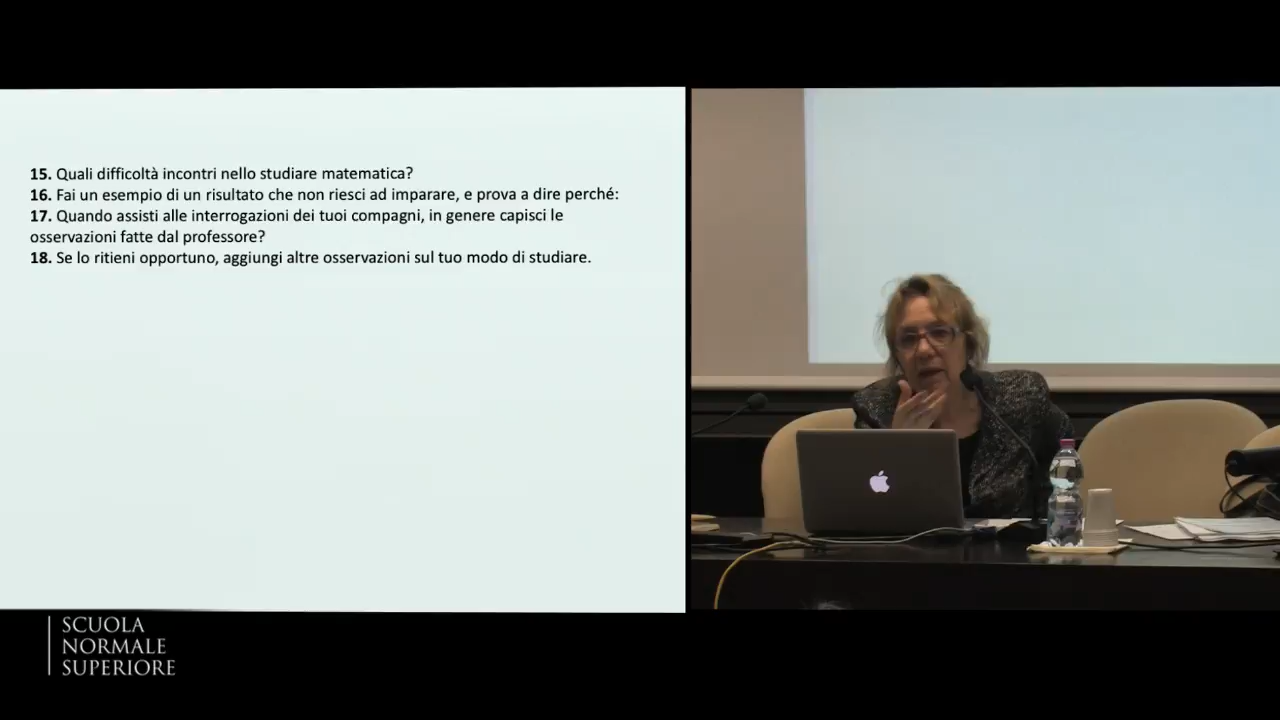 15. Quali difficoltà incontri nello studiare matematica?
16. Fai un esempio di un risultato che non riesci ad imparare, e prova a dire perché:
17. Quando assisti alle interrogazioni dei tuoi compagni, in genere capisci le
osservazioni fatte dal professore?
18. Se lo ritieni opportuno, aggiungi altre osservazioni sul tuo modo di studiare.
SCUOLA
NORMALE
SUPERIORE